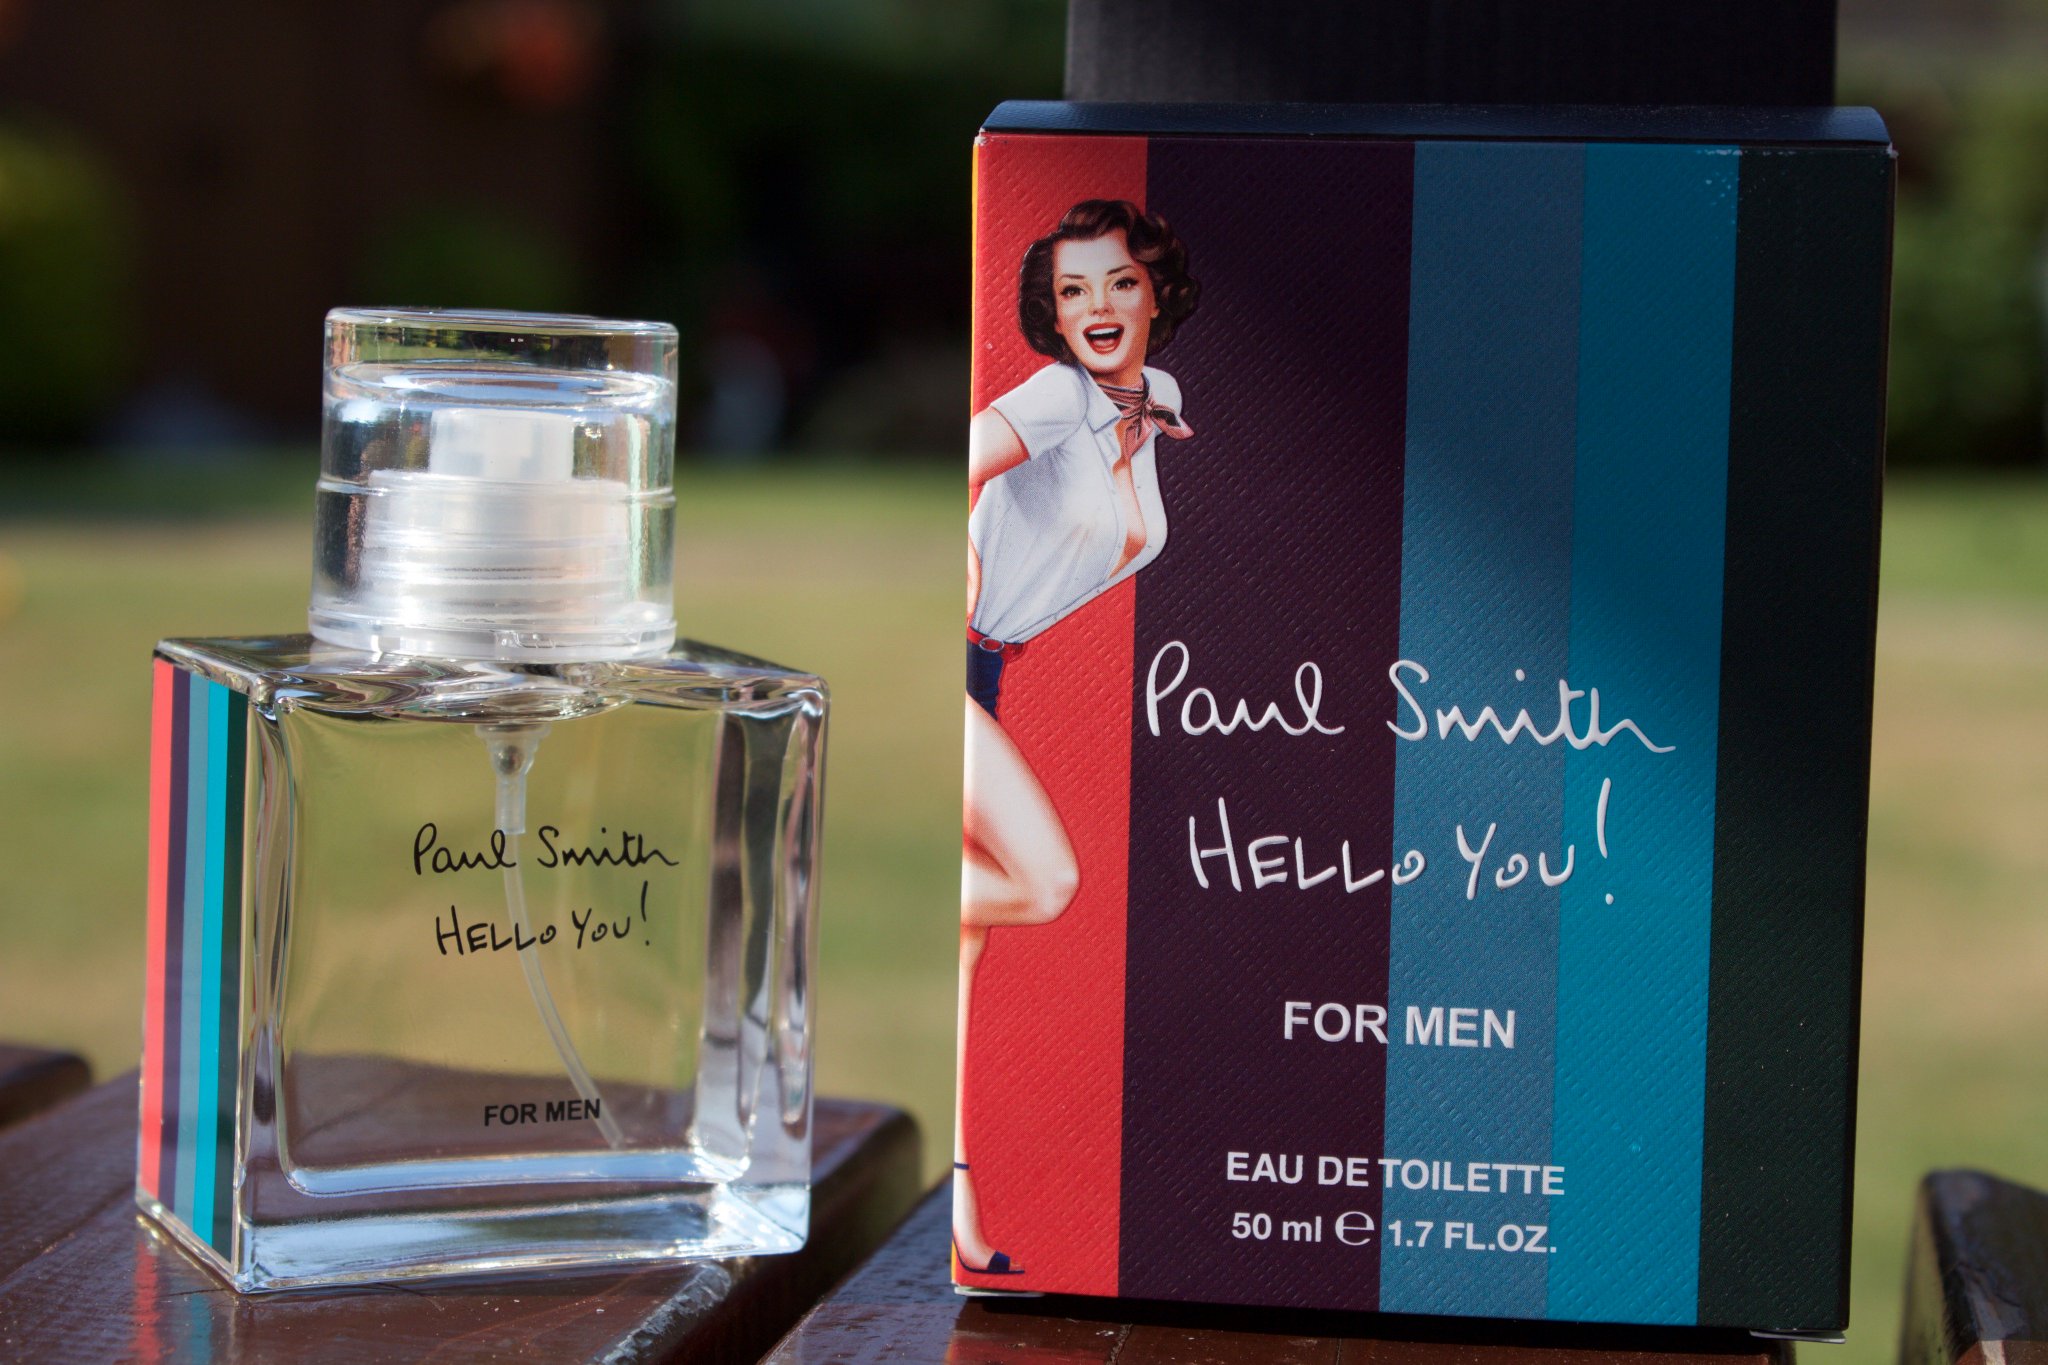 Paul Smith
HELLO YOU!
FOR MEN
Paul Smith
HELLO YOU!
FOR MEN
EAU DE TOILETTE
50 ml ℮ 1.7 FL.OZ.